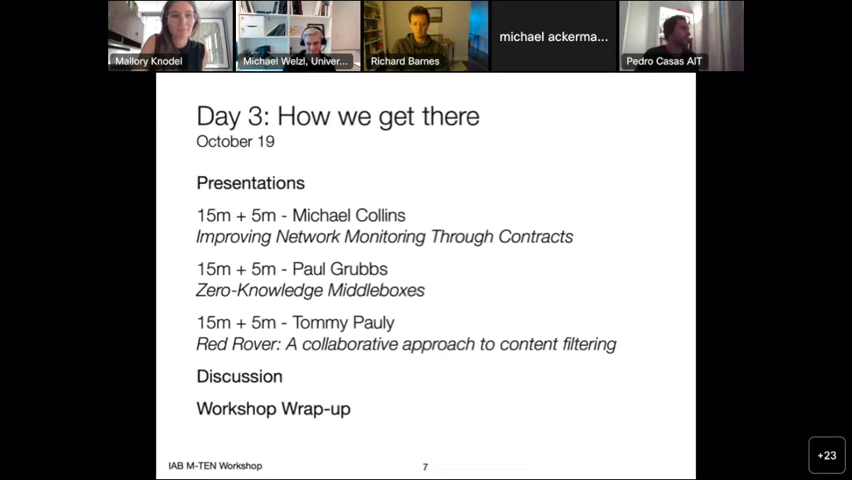 Mallory Knodel
Michael Welzl, Univer...
Richard Barnes
michael ackerma...
Pedro Casas AIT
Day 3: How we get there
October 19
Presentations
15m + 5m - Michael Collins
Improving Network Monitoring Through Contracts
15m + 5m - Paul Grubbs
Zero-Knowledge Middleboxes
15m + 5m - Tommy Pauly
Red Rover: A collaborative approach to content filtering
Discussion
Workshop Wrap-up
IAB M-TEN Workshop
7
+23